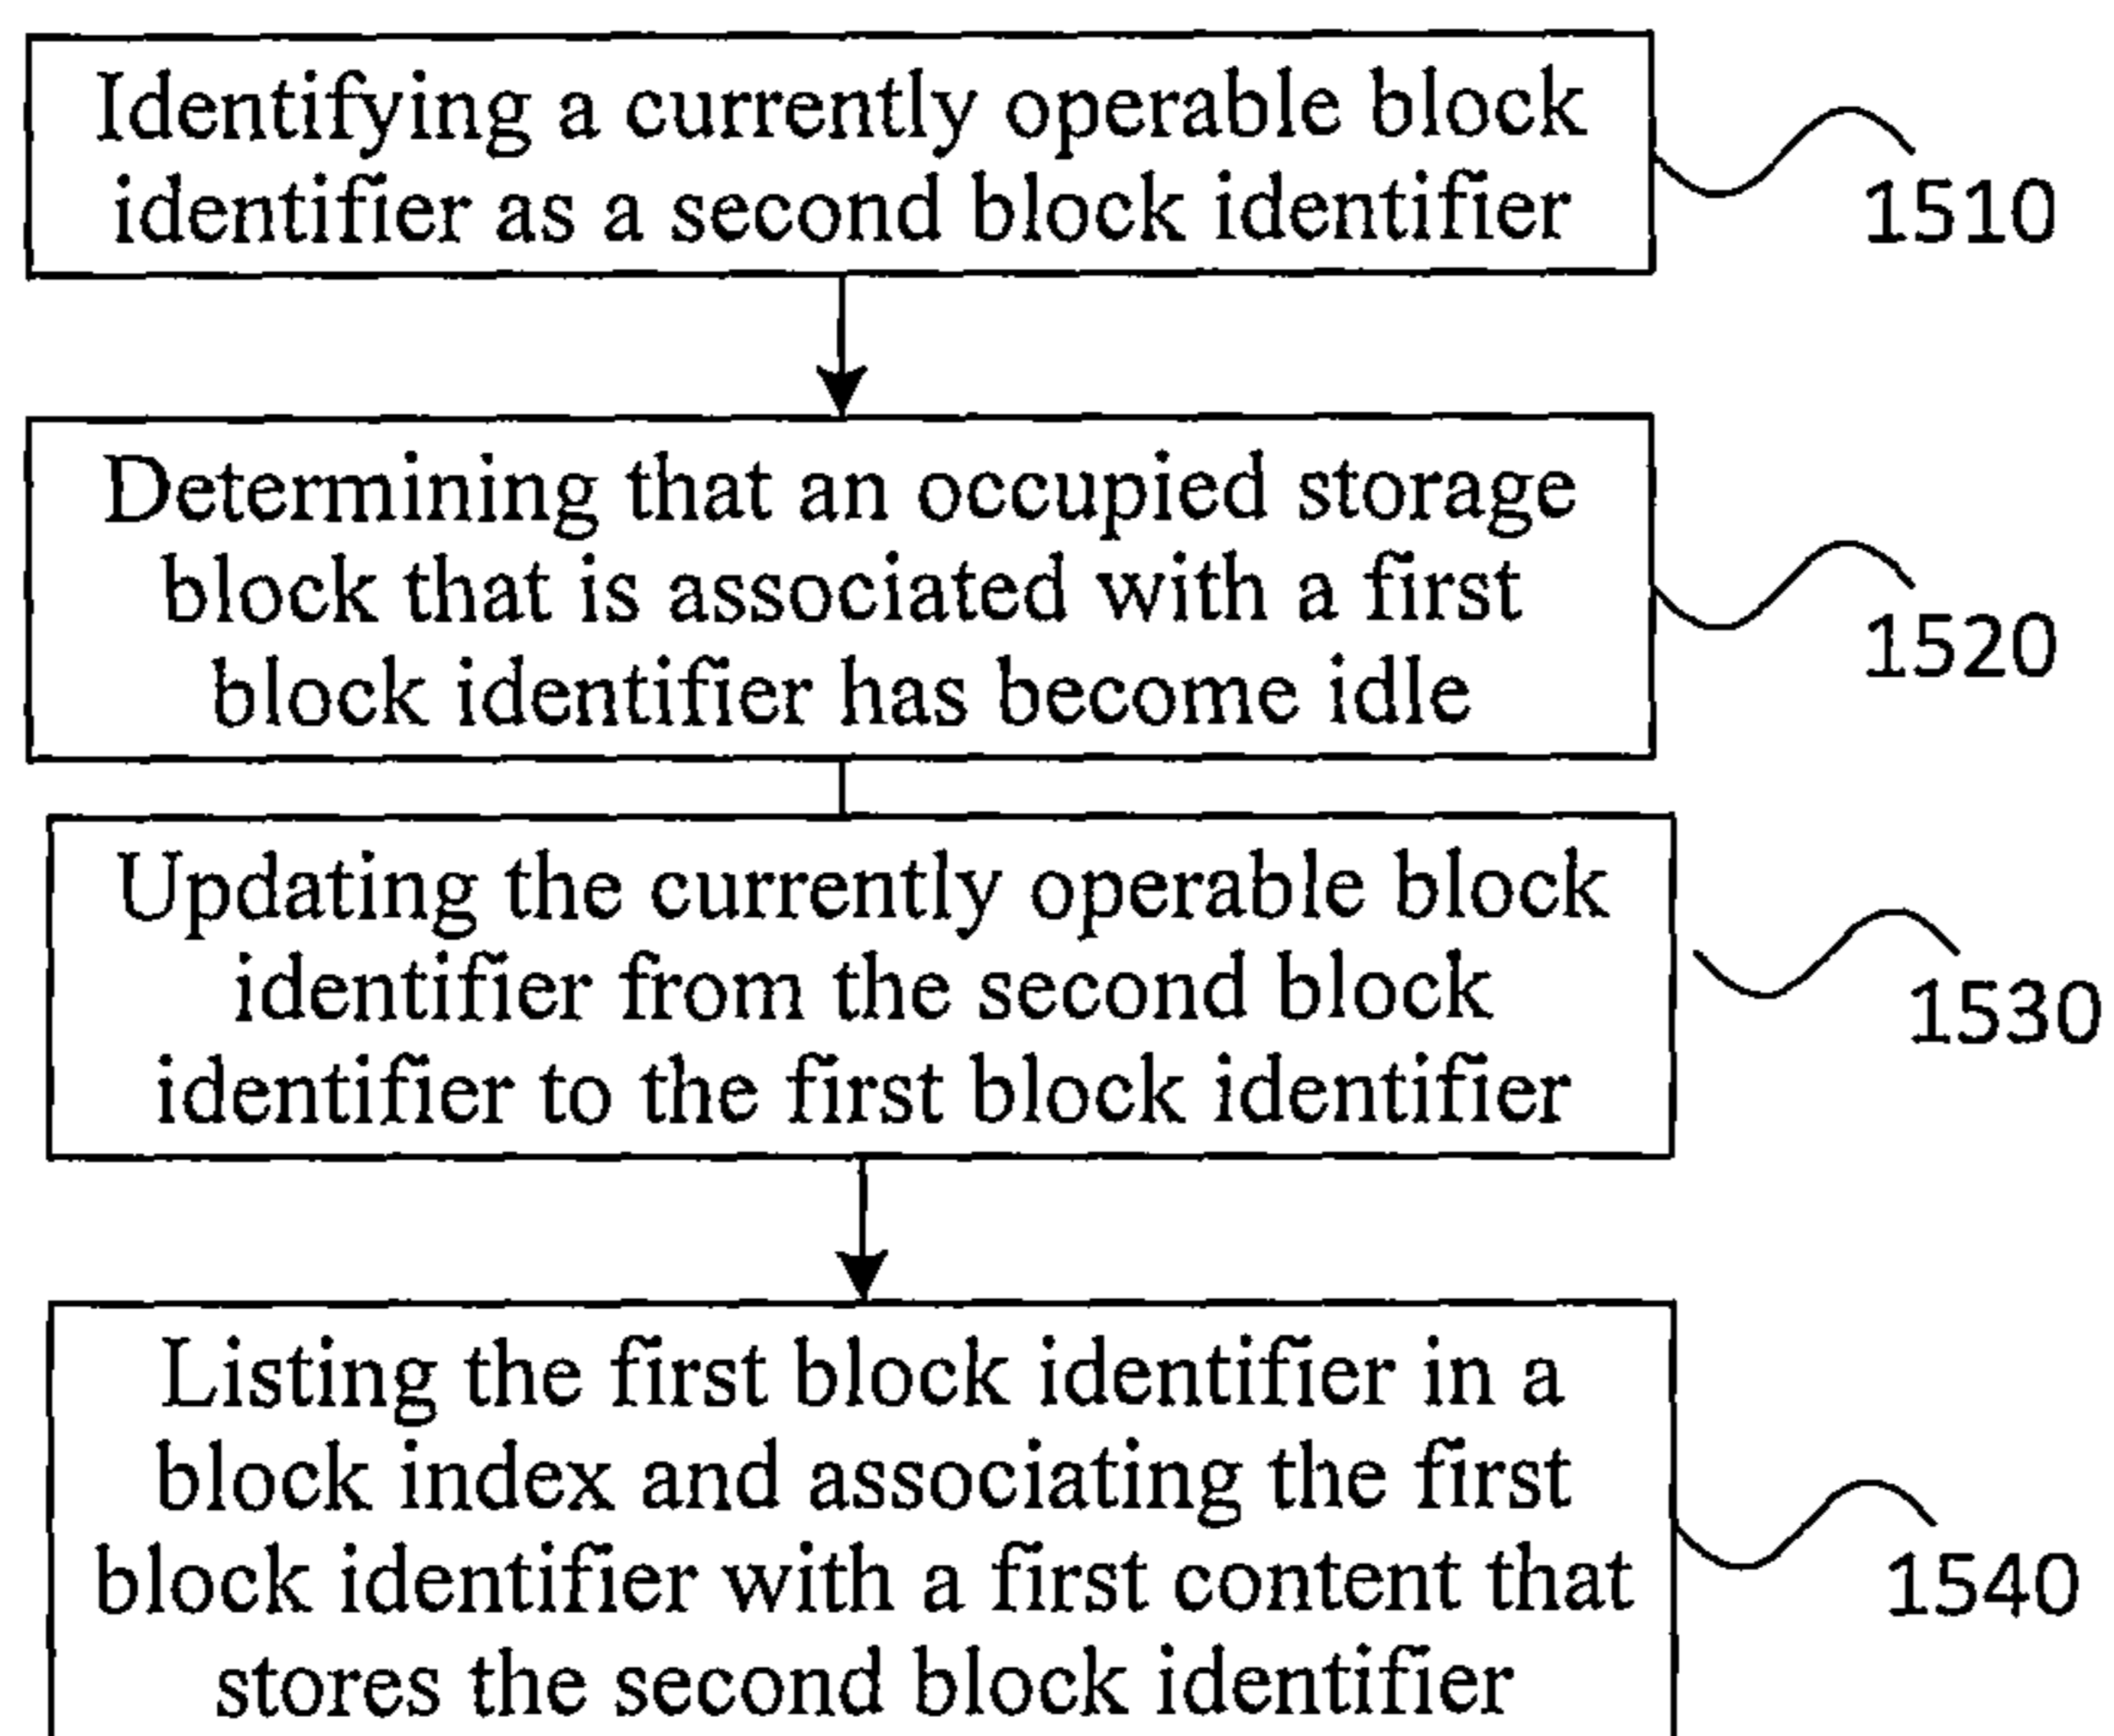 Identifying a currently operable block
identifier as a second block identifier
1510
Determining that an occupied storage
block that is associated with a first
block identifier has become idle
1520
Updating the currently operable block
identifier from the second block
identifier to the first block identifier
1530
Listing the first block identifier in a
block index and associating the first
block identifier with a first content that
stores the second block identifier
1540